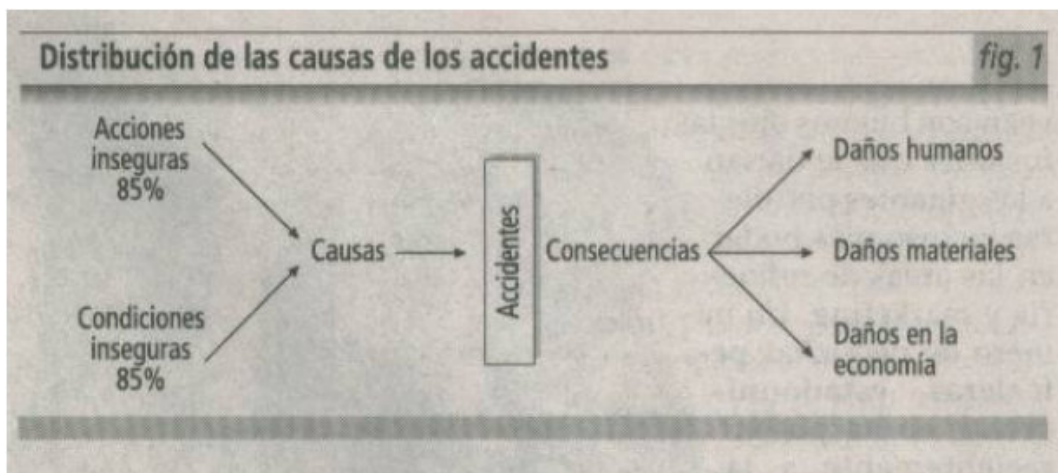 Distribución de las causas de los accidentes
fig. 1
Acciones
inseguras
85%
Condiciones
inseguras
85%
Causas
Accidentes
Consecuencias
Daños humanos
Daños materiales
Daños en la
economía